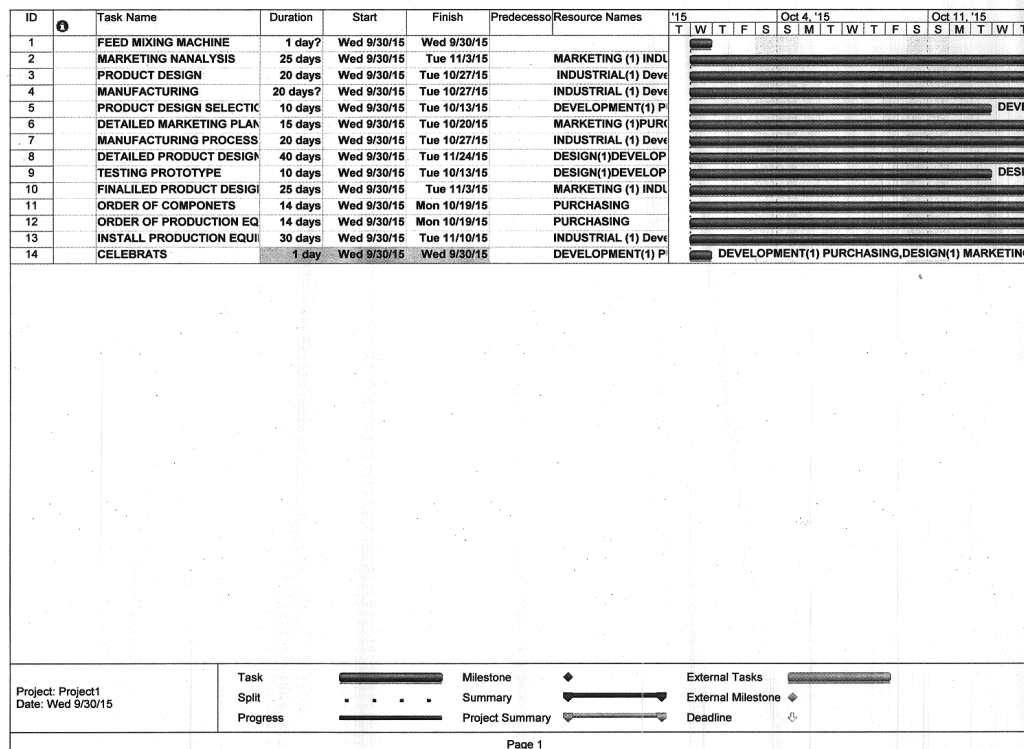 ID Task Name Duration Start Finish Predecesso Resource Names '15 Oct 4, '15 Oct 11, '15
T W T F S S M T W T F S S M T W T
1 FEED MIXING MACHINE 1 day? Wed 9/30/15 Wed 9/30/15
2 MARKETING NANALYSIS 25 days Wed 9/30/15 Tue 11/3/15 MARKETING (1) INDU
3 PRODUCT DESIGN 20 days Wed 9/30/15 Tue 10/27/15 INDUSTRIAL(1) Deve
4 MANUFACTURING 20 days? Wed 9/30/15 Tue 10/27/15 INDUSTRIAL (1) Deve
5 PRODUCT DESIGN SELECTIC 10 days Wed 9/30/15 Tue 10/13/15 DEVELOPMENT(1) P DEVE
6 DETAILED MARKETING PLAN 15 days Wed 9/30/15 Tue 10/20/15 MARKETING (1)PUR
7 MANUFACTURING PROCESS 20 days Wed 9/30/15 Tue 10/27/15 INDUSTRIAL (1) Deve
8 DETAILED PRODUCT DESIGN 40 days Wed 9/30/15 Tue 11/24/15 DESIGN(1)DEVELOP
9 TESTING PROTOTYPE 10 days Wed 9/30/15 Tue 10/13/15 DESIGN(1)DEVELOP DESI
10 FINALILED PRODUCT DESIGI 25 days Wed 9/30/15 Tue 11/3/15 MARKETING (1) INDU
11 ORDER OF COMPONETS 14 days Wed 9/30/15 Mon 10/19/15 PURCHASING
12 ORDER OF PRODUCTION EQ 14 days Wed 9/30/15 Mon 10/19/15 PURCHASING
13 INSTALL PRODUCTION EQUI 30 days Wed 9/30/15 Tue 11/10/15 INDUSTRIAL (1) Deve
14 CELEBRATS 1 day Wed 9/30/15 Wed 9/30/15 DEVELOPMENT(1) P DEVELOPMENT(1) PURCHASING,DESIGN(1) MARKETING
Project: Project1
Date: Wed 9/30/15
Task Milestone External Tasks
Split Summary External Milestone
Progress Project Summary Deadline
Page 1